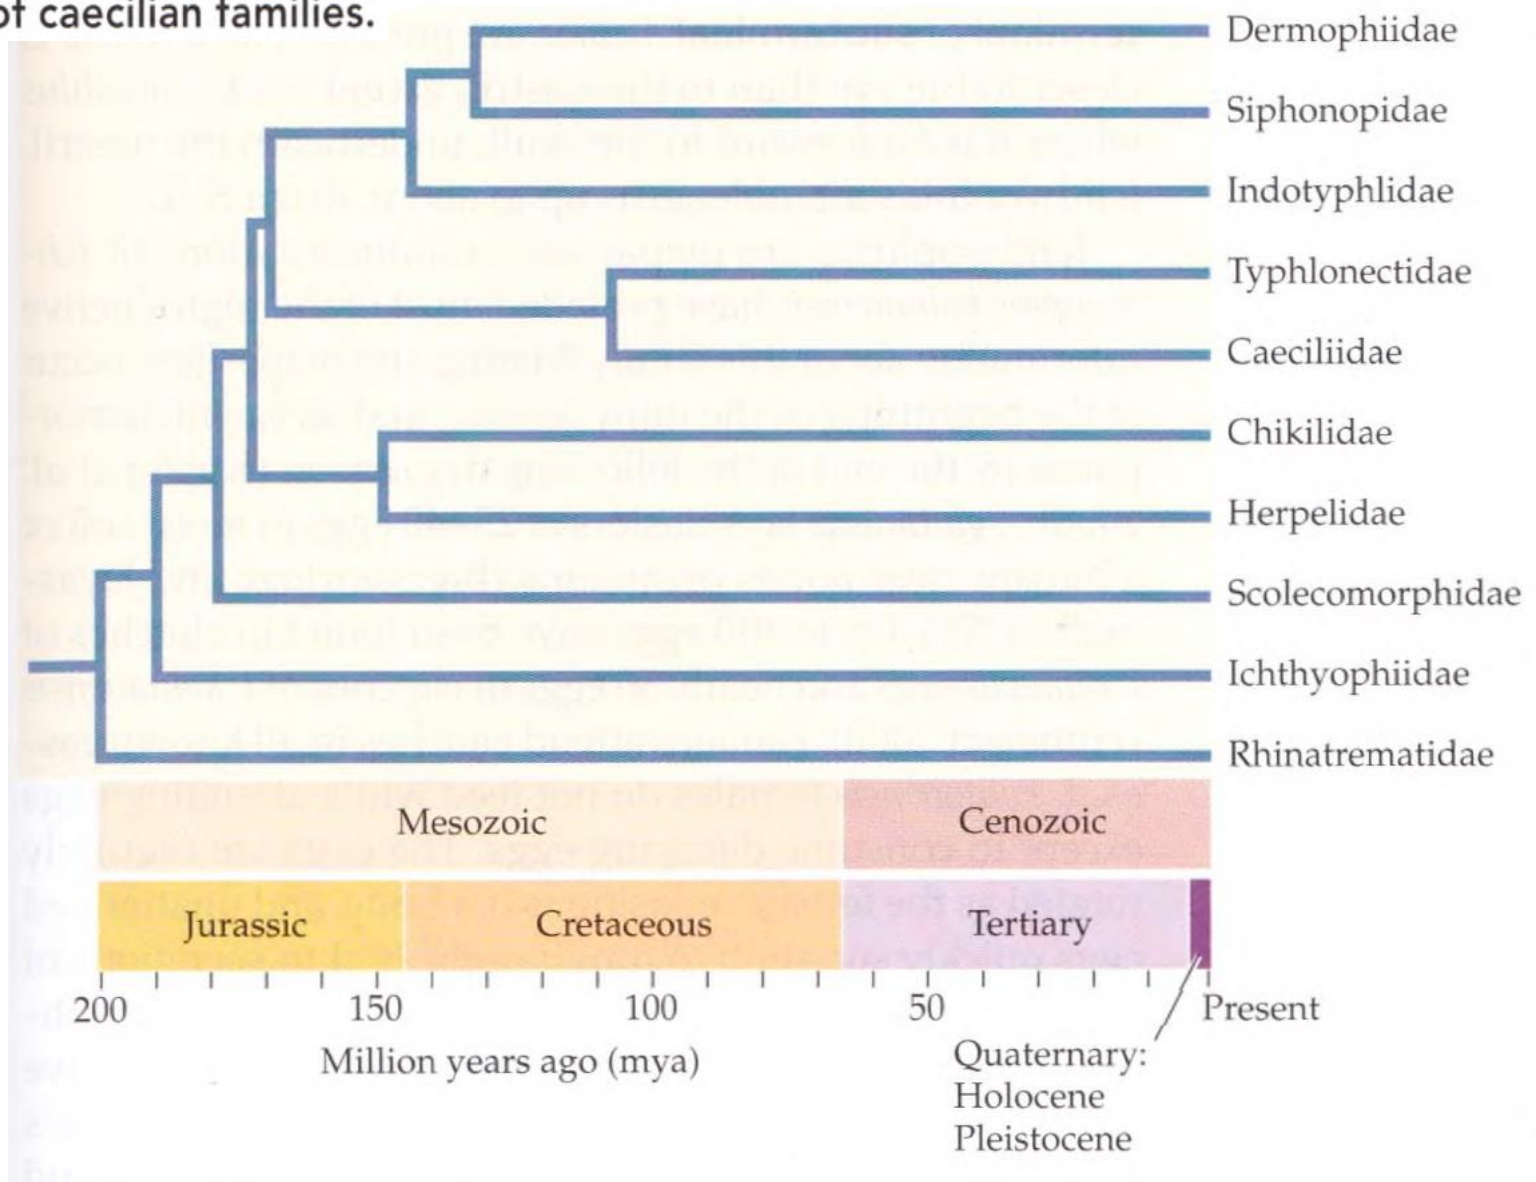 of caecilian families.
Dermophiidae
Siphonopidae
Indotyphlidae
Typhlonectidae
Caeciliidae
Chikilidae
Herpelidae
Scolecomorphidae
Ichthyophiidae
Rhinatrematidae
Mesozoic Cenozoic
Jurassic Cretaceous Tertiary
200 150 100 50 Present
Million years ago (mya)
Quaternary:
Holocene
Pleistocene